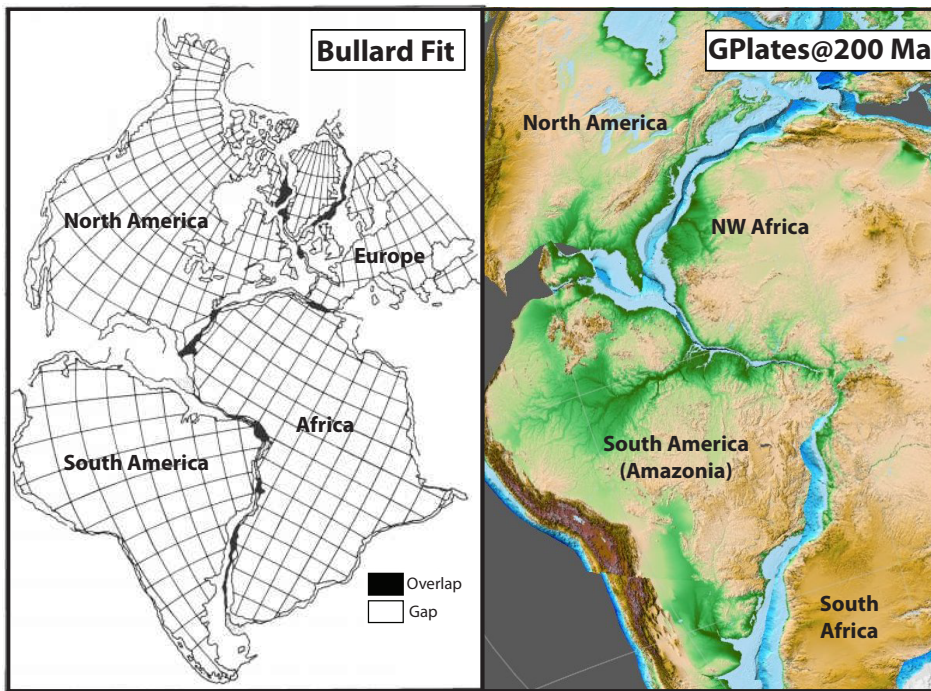 Bullard Fit
North America
Europe
Africa
South America
Overlap
Gap
GPlates@200 Ma
North America
NW Africa
South America
(Amazonia)
South
Africa